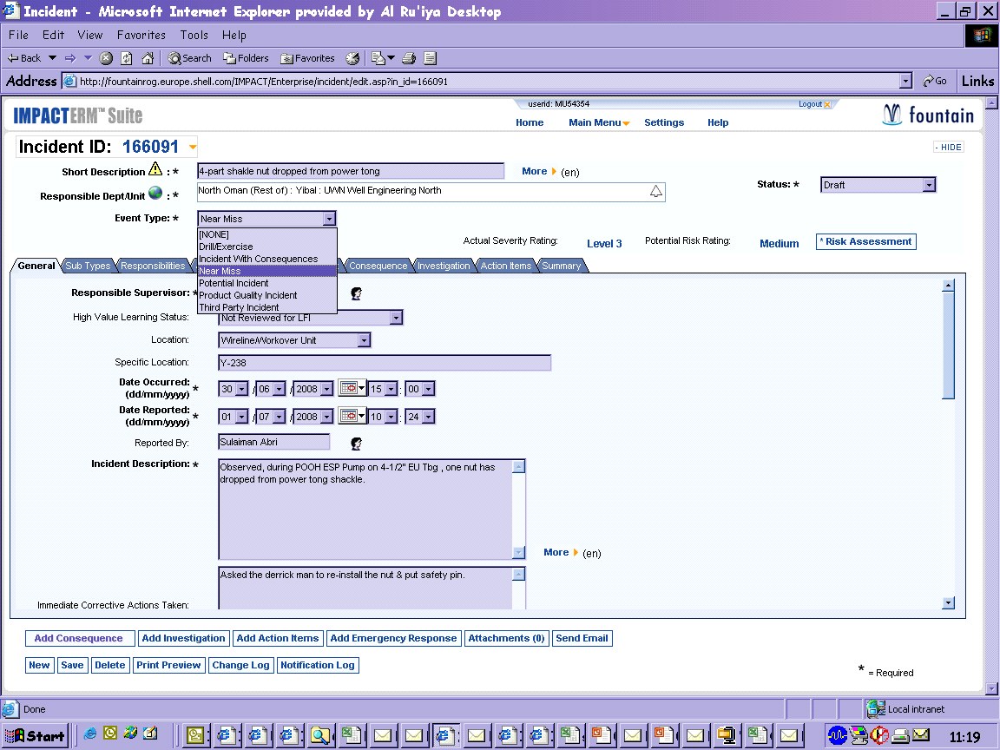 Incident - Microsoft Internet Explorer provided by Al Ru'iya Desktop
File Edit View Favorites Tools Help
Back Search Folders Favorites
Address http://fountainrog.europe.shell.com/IMPACT/Enterprise/incident/edit.asp?in_id=166091 Go Links
IMPACTERM™ Suite
userid: MU54354 Logout
Home Main Menu Settings Help
fountain
Incident ID: 166091
- HIDE
Short Description : * 4-part shakle nut dropped from power tong More (en)
Responsible Dept/Unit : * North Oman (Rest of) : Yibal : UWN Well Engineering North
Status: * Draft
Event Type: * Near Miss
[NONE]
Drill/Exercise
Incident With Consequences
Near Miss
Potential Incident
Product Quality Incident
Third Party Incident
Actual Severity Rating: Level 3 Potential Risk Rating: Medium * Risk Assessment
General Sub Types Responsibilities Consequence Investigation Action Items Summary
Responsible Supervisor: *
High Value Learning Status: Not Reviewed for LFI
Location: Wireline/Workover Unit
Specific Location: Y-238
Date Occurred: * 30 / 06 / 2008 15 : 00
(dd/mm/yyyy)
Date Reported: * 01 / 07 / 2008 10 : 24
(dd/mm/yyyy)
Reported By: Sulaiman Abri
Incident Description: *
Observed, during POOH ESP Pump on 4-1/2" EU Tbg , one nut has
dropped from power tong shackle.
More (en)
Asked the derrick man to re-install the nut & put safety pin.
Immediate Corrective Actions Taken:
Add Consequence Add Investigation Add Action Items Add Emergency Response Attachments (0) Send Email
New Save Delete Print Preview Change Log Notification Log
* = Required
Done Local intranet
Start 11:19